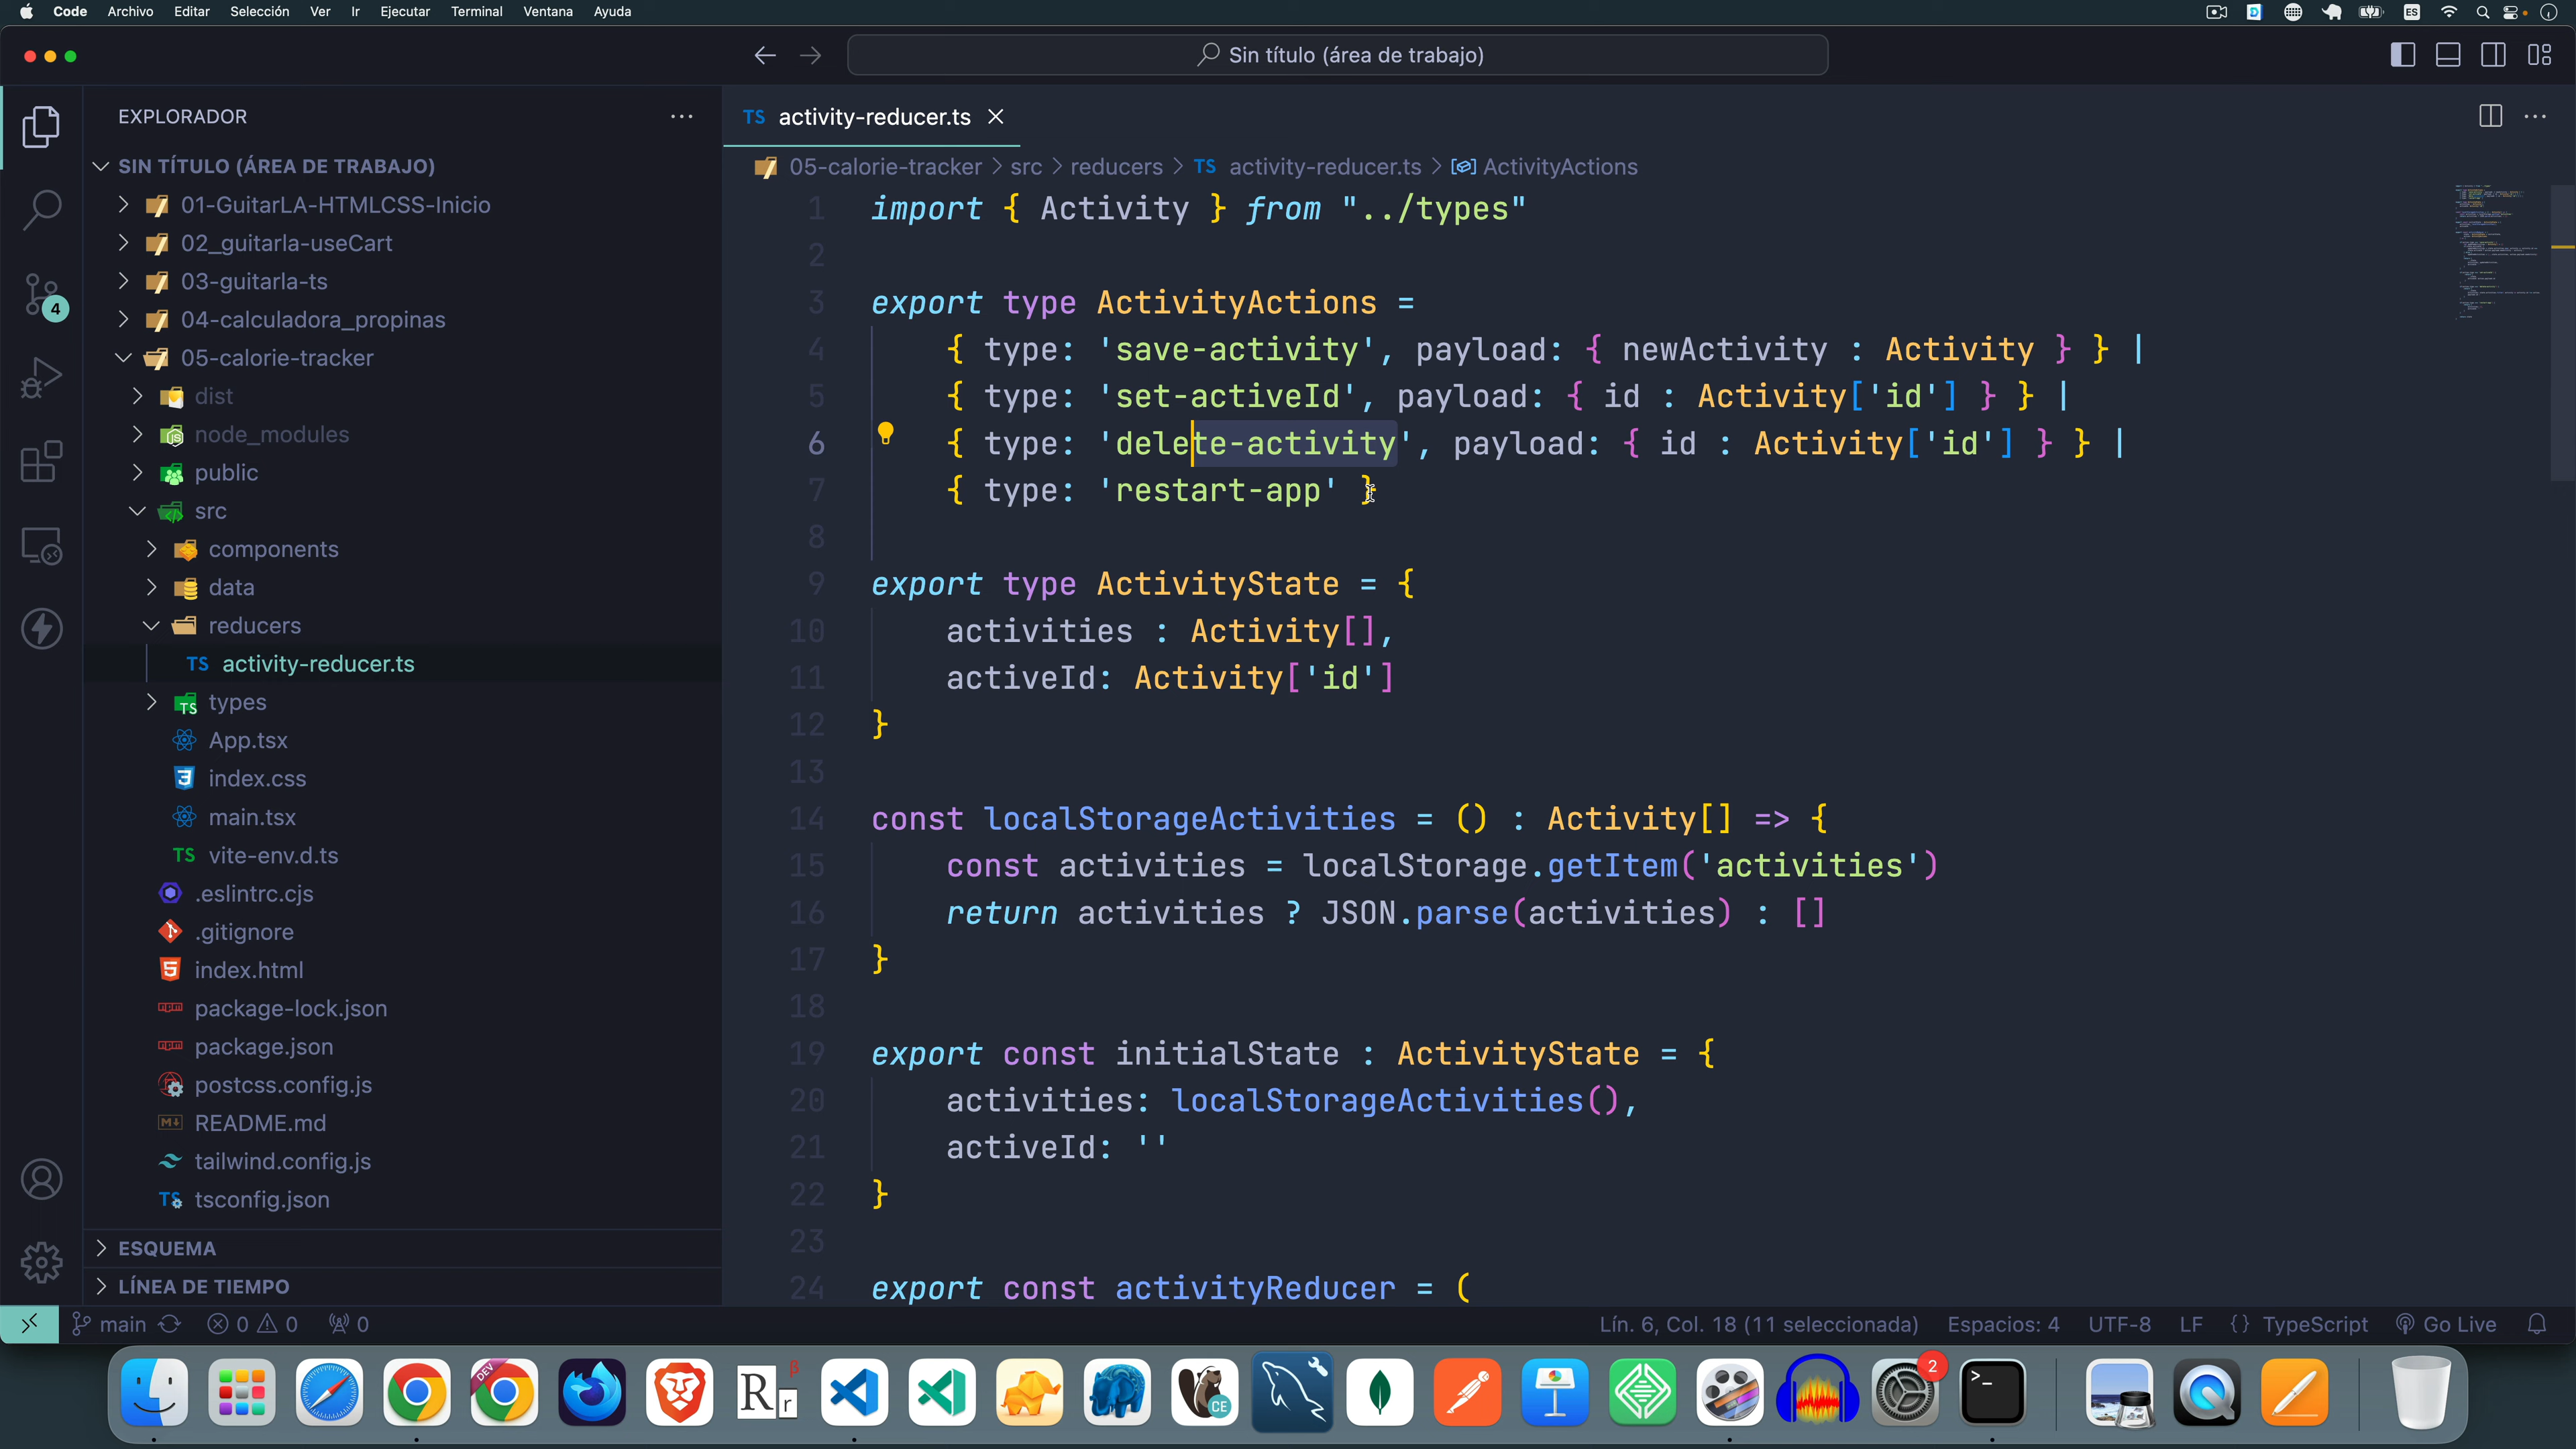 Code Archivo Editar Selección Ver Ir Ejecutar Terminal Ventana Ayuda
ES
Sin título (área de trabajo)
EXPLORADOR
SIN TÍTULO (ÁREA DE TRABAJO)
01-GuitarLA-HTMLCSS-Inicio
02_guitarla-useCart
03-guitarla-ts
04-calculadora_propinas
05-calorie-tracker
dist
node_modules
public
src
components
data
reducers
TS activity-reducer.ts
types
App.tsx
index.css
main.tsx
TS vite-env.d.ts
.eslintrc.cjs
.gitignore
index.html
package-lock.json
package.json
postcss.config.js
README.md
tailwind.config.js
tsconfig.json
ESQUEMA
LÍNEA DE TIEMPO
4
TS activity-reducer.ts
05-calorie-tracker > src > reducers > TS activity-reducer.ts > ActivityActions
1 import { Activity } from "../types"
2
3 export type ActivityActions =
4 { type: 'save-activity', payload: { newActivity : Activity } } |
5 { type: 'set-activeId', payload: { id : Activity['id'] } } |
6 { type: 'delete-activity', payload: { id : Activity['id'] } } |
7 { type: 'restart-app' }
8
9 export type ActivityState = {
10 activities : Activity[],
11 activeId: Activity['id']
12 }
13
14 const localStorageActivities = () : Activity[] => {
15 const activities = localStorage.getItem('activities')
16 return activities ? JSON.parse(activities) : []
17 }
18
19 export const initialState : ActivityState = {
20 activities: localStorageActivities(),
21 activeId: ''
22 }
23
24 export const activityReducer = (
main 0 0 0
Lín. 6, Col. 18 (11 seleccionada) Espacios: 4 UTF-8 LF {} TypeScript Go Live
DEV
R r β
CE
2
>_